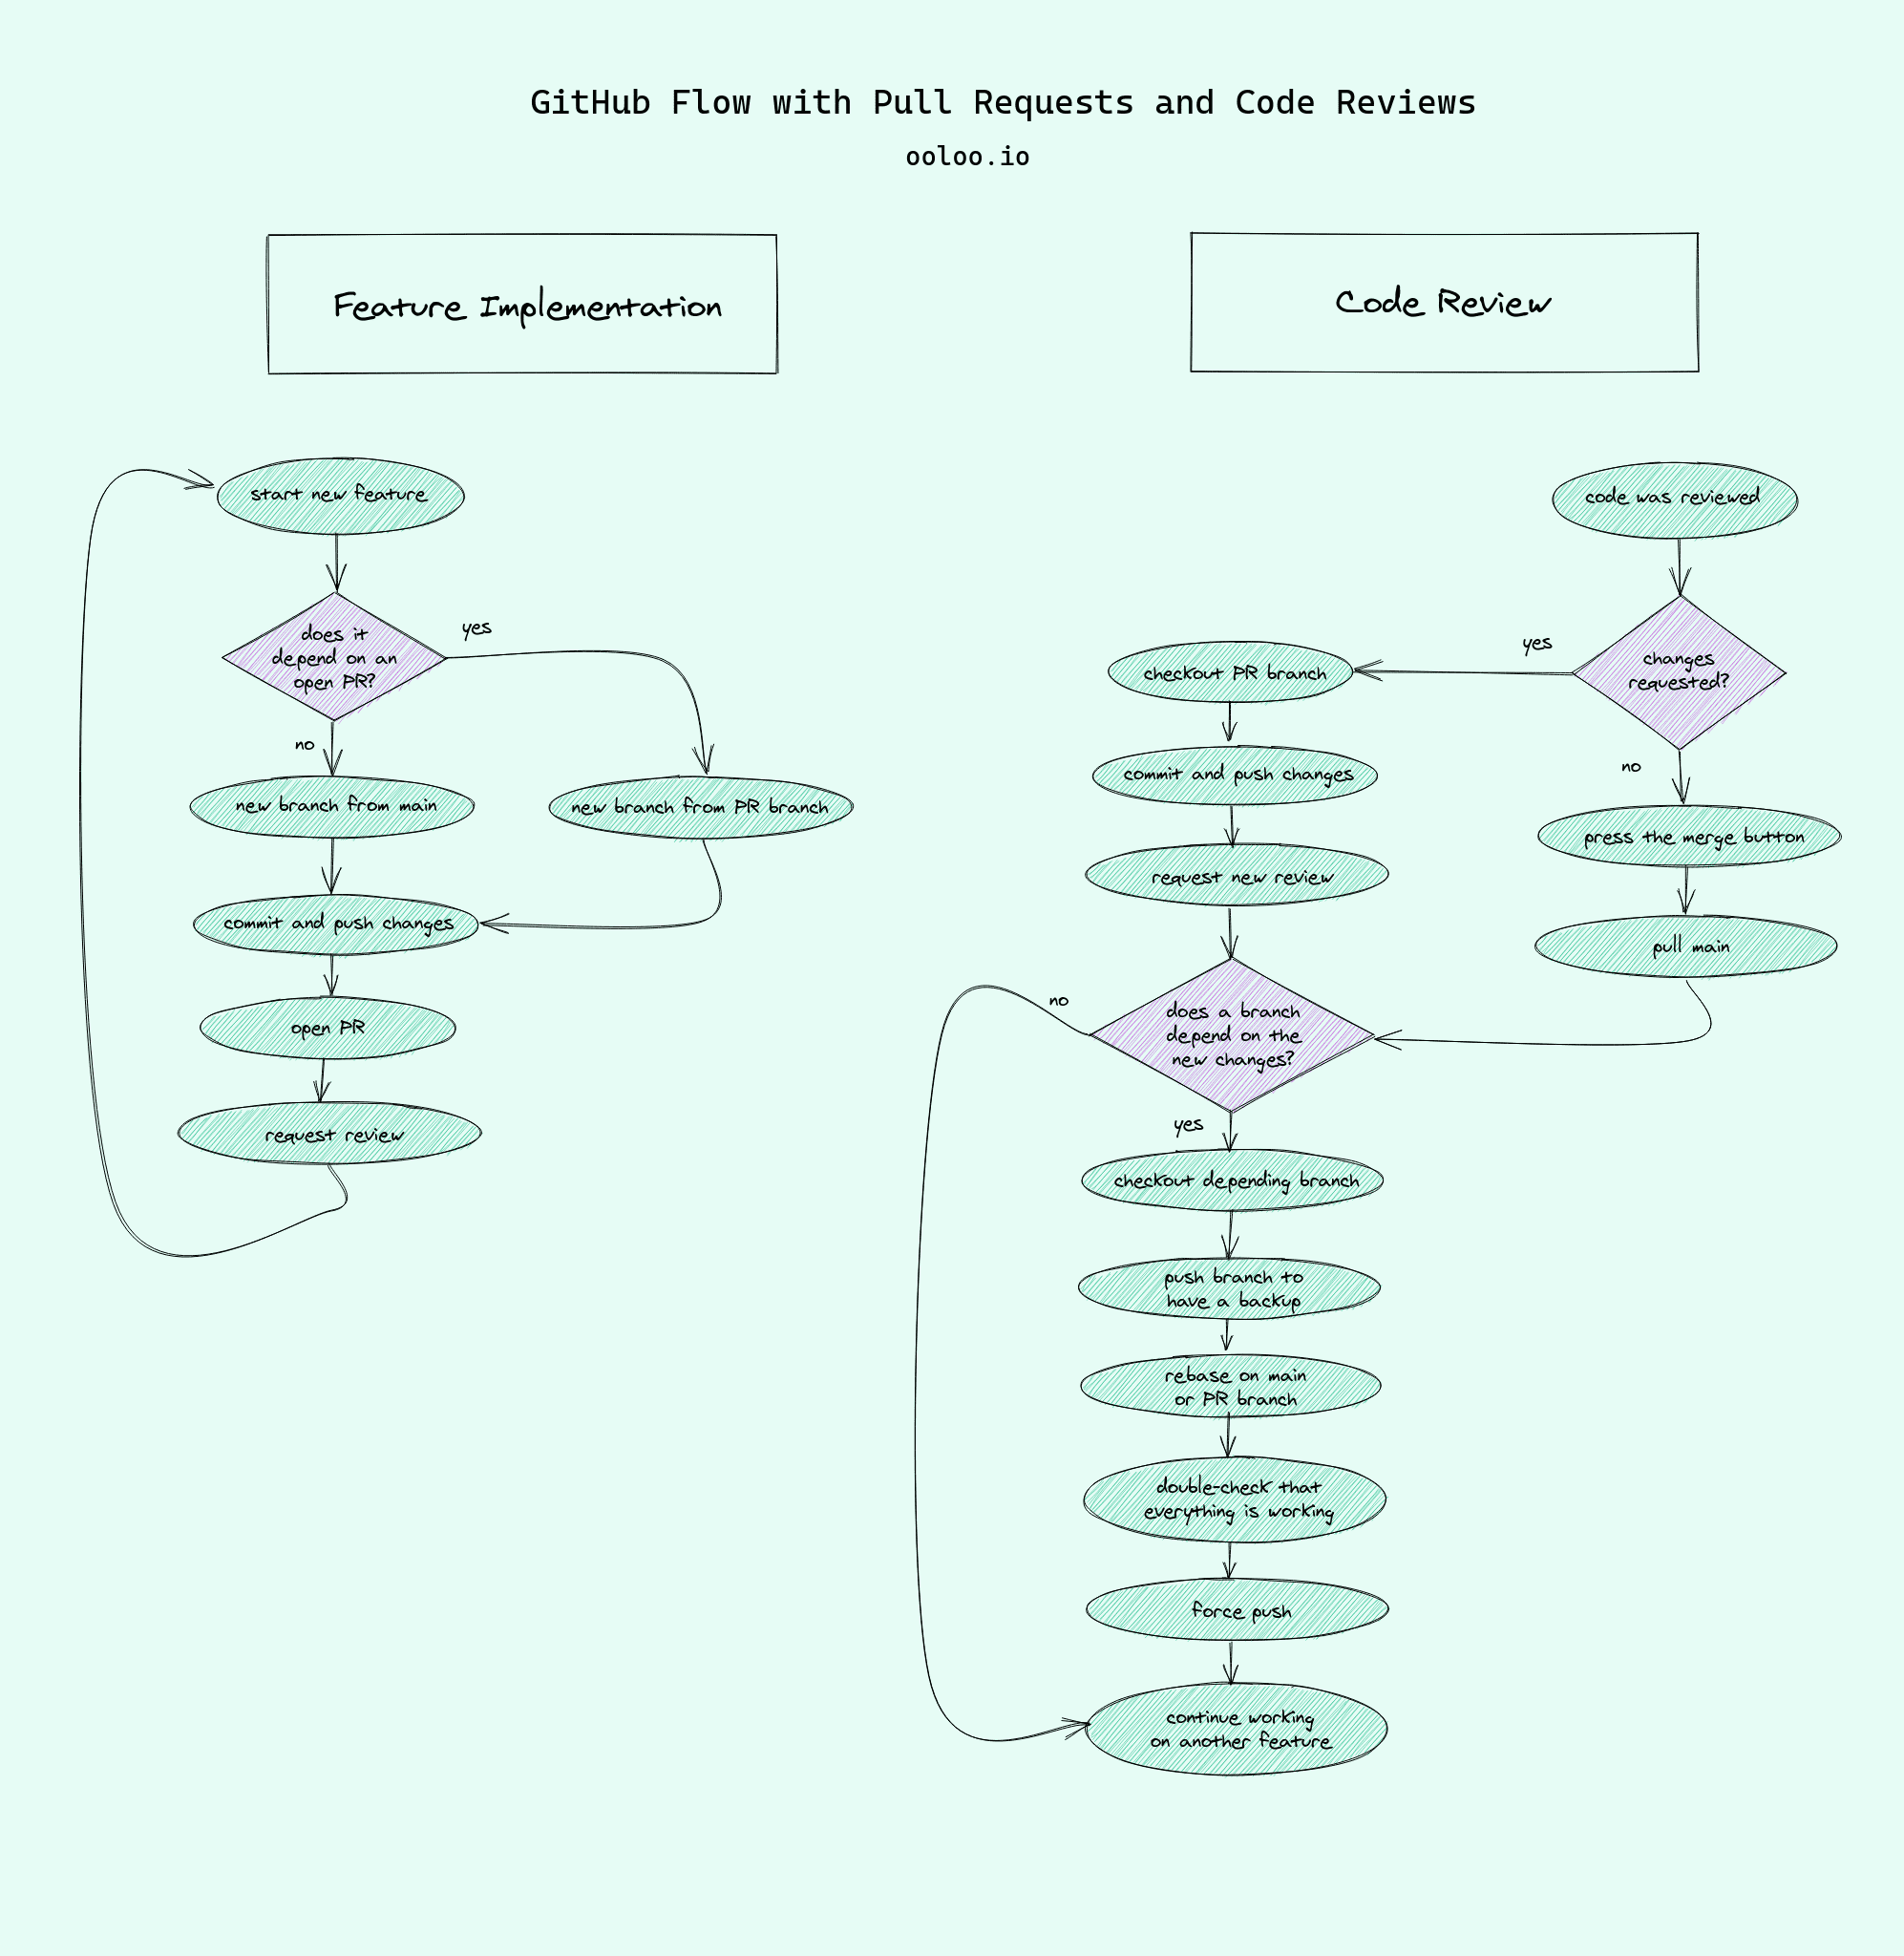 GitHub Flow with Pull Requests and Code Reviews
ooloo.io
Feature Implementation
start new feature
does it
depend on an
open PR?
yes
no
new branch from main
new branch from PR branch
commit and push changes
open PR
request review
Code Review
code was reviewed
changes
requested?
yes
no
checkout PR branch
commit and push changes
request new review
press the merge button
pull main
does a branch
depend on the
new changes?
no
yes
checkout depending branch
push branch to
have a backup
rebase on main
or PR branch
double-check that
everything is working
force push
continue working
on another feature